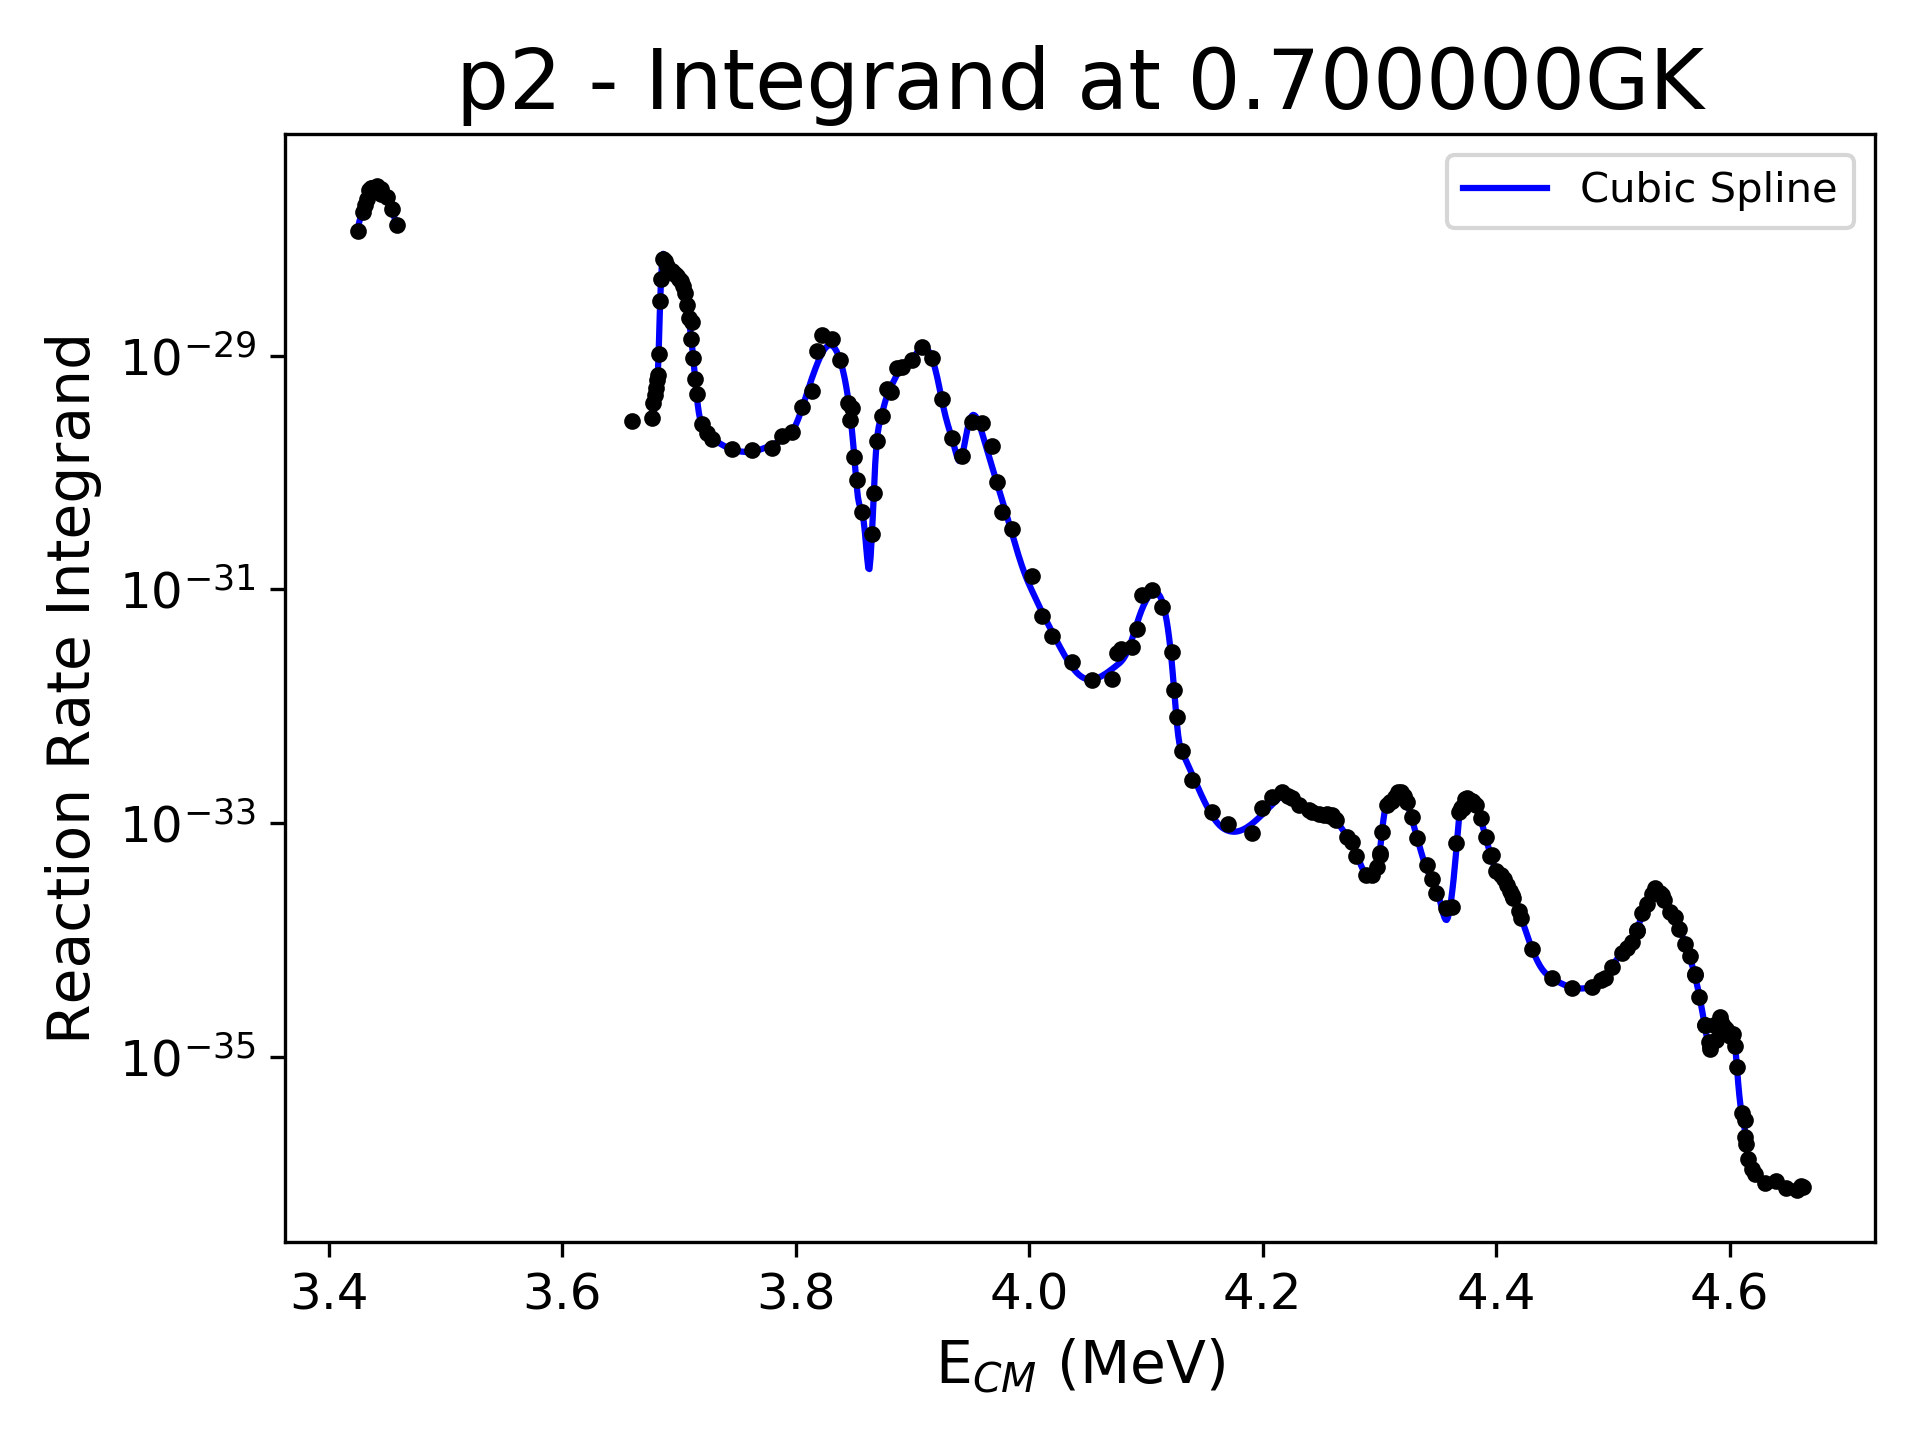 p2 - Integrand at 0.700000GK
Cubic Spline
Reaction Rate Integrand
10⁻²⁹
10⁻³¹
10⁻³³
10⁻³⁵
3.4 3.6 3.8 4.0 4.2 4.4 4.6
E_CM (MeV)